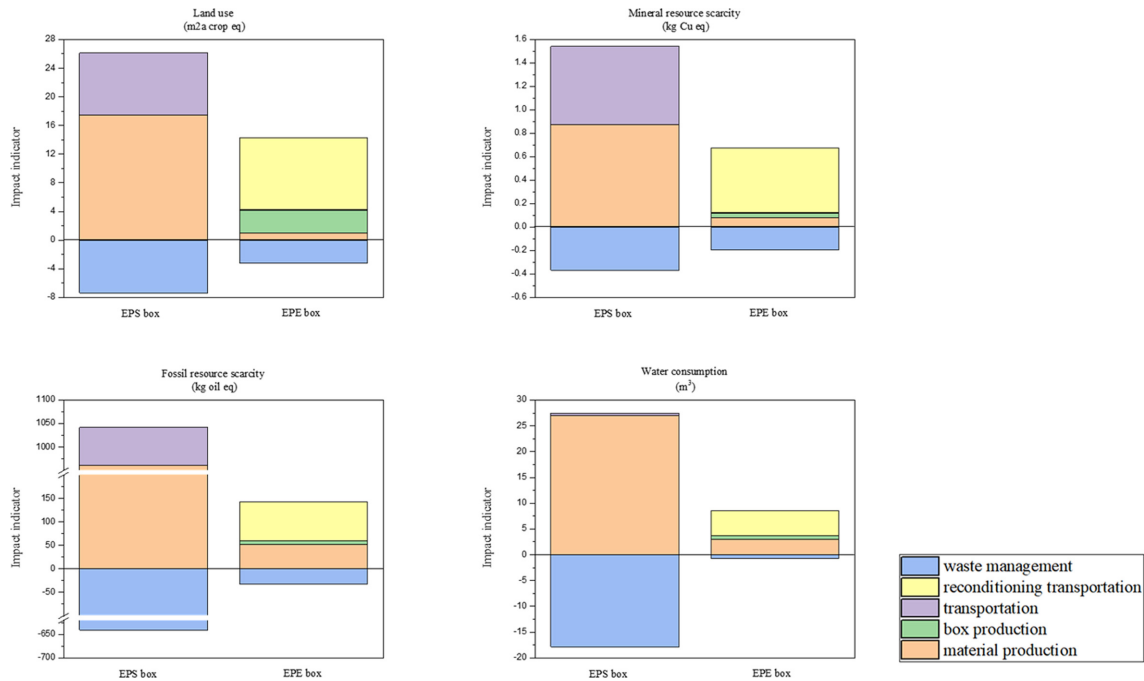 Land use
(m2a crop eq)
28
24
20
16
12
8
4
0
-4
-8
Impact indicator
EPS box
EPE box
Mineral resource scarcity
(kg Cu eq)
1.6
1.4
1.2
1.0
0.8
0.6
0.4
0.2
0.0
-0.2
-0.4
-0.6
Impact indicator
EPS box
EPE box
Fossil resource scarcity
(kg oil eq)
1100
1050
1000
150
100
50
0
50
-650
-700
Impact indicator
EPS box
EPE box
Water consumption
(m³)
30
25
20
15
10
5
0
-5
-10
-15
-20
Impact indicator
EPS box
EPE box
waste management
reconditioning transportation
transportation
box production
material production